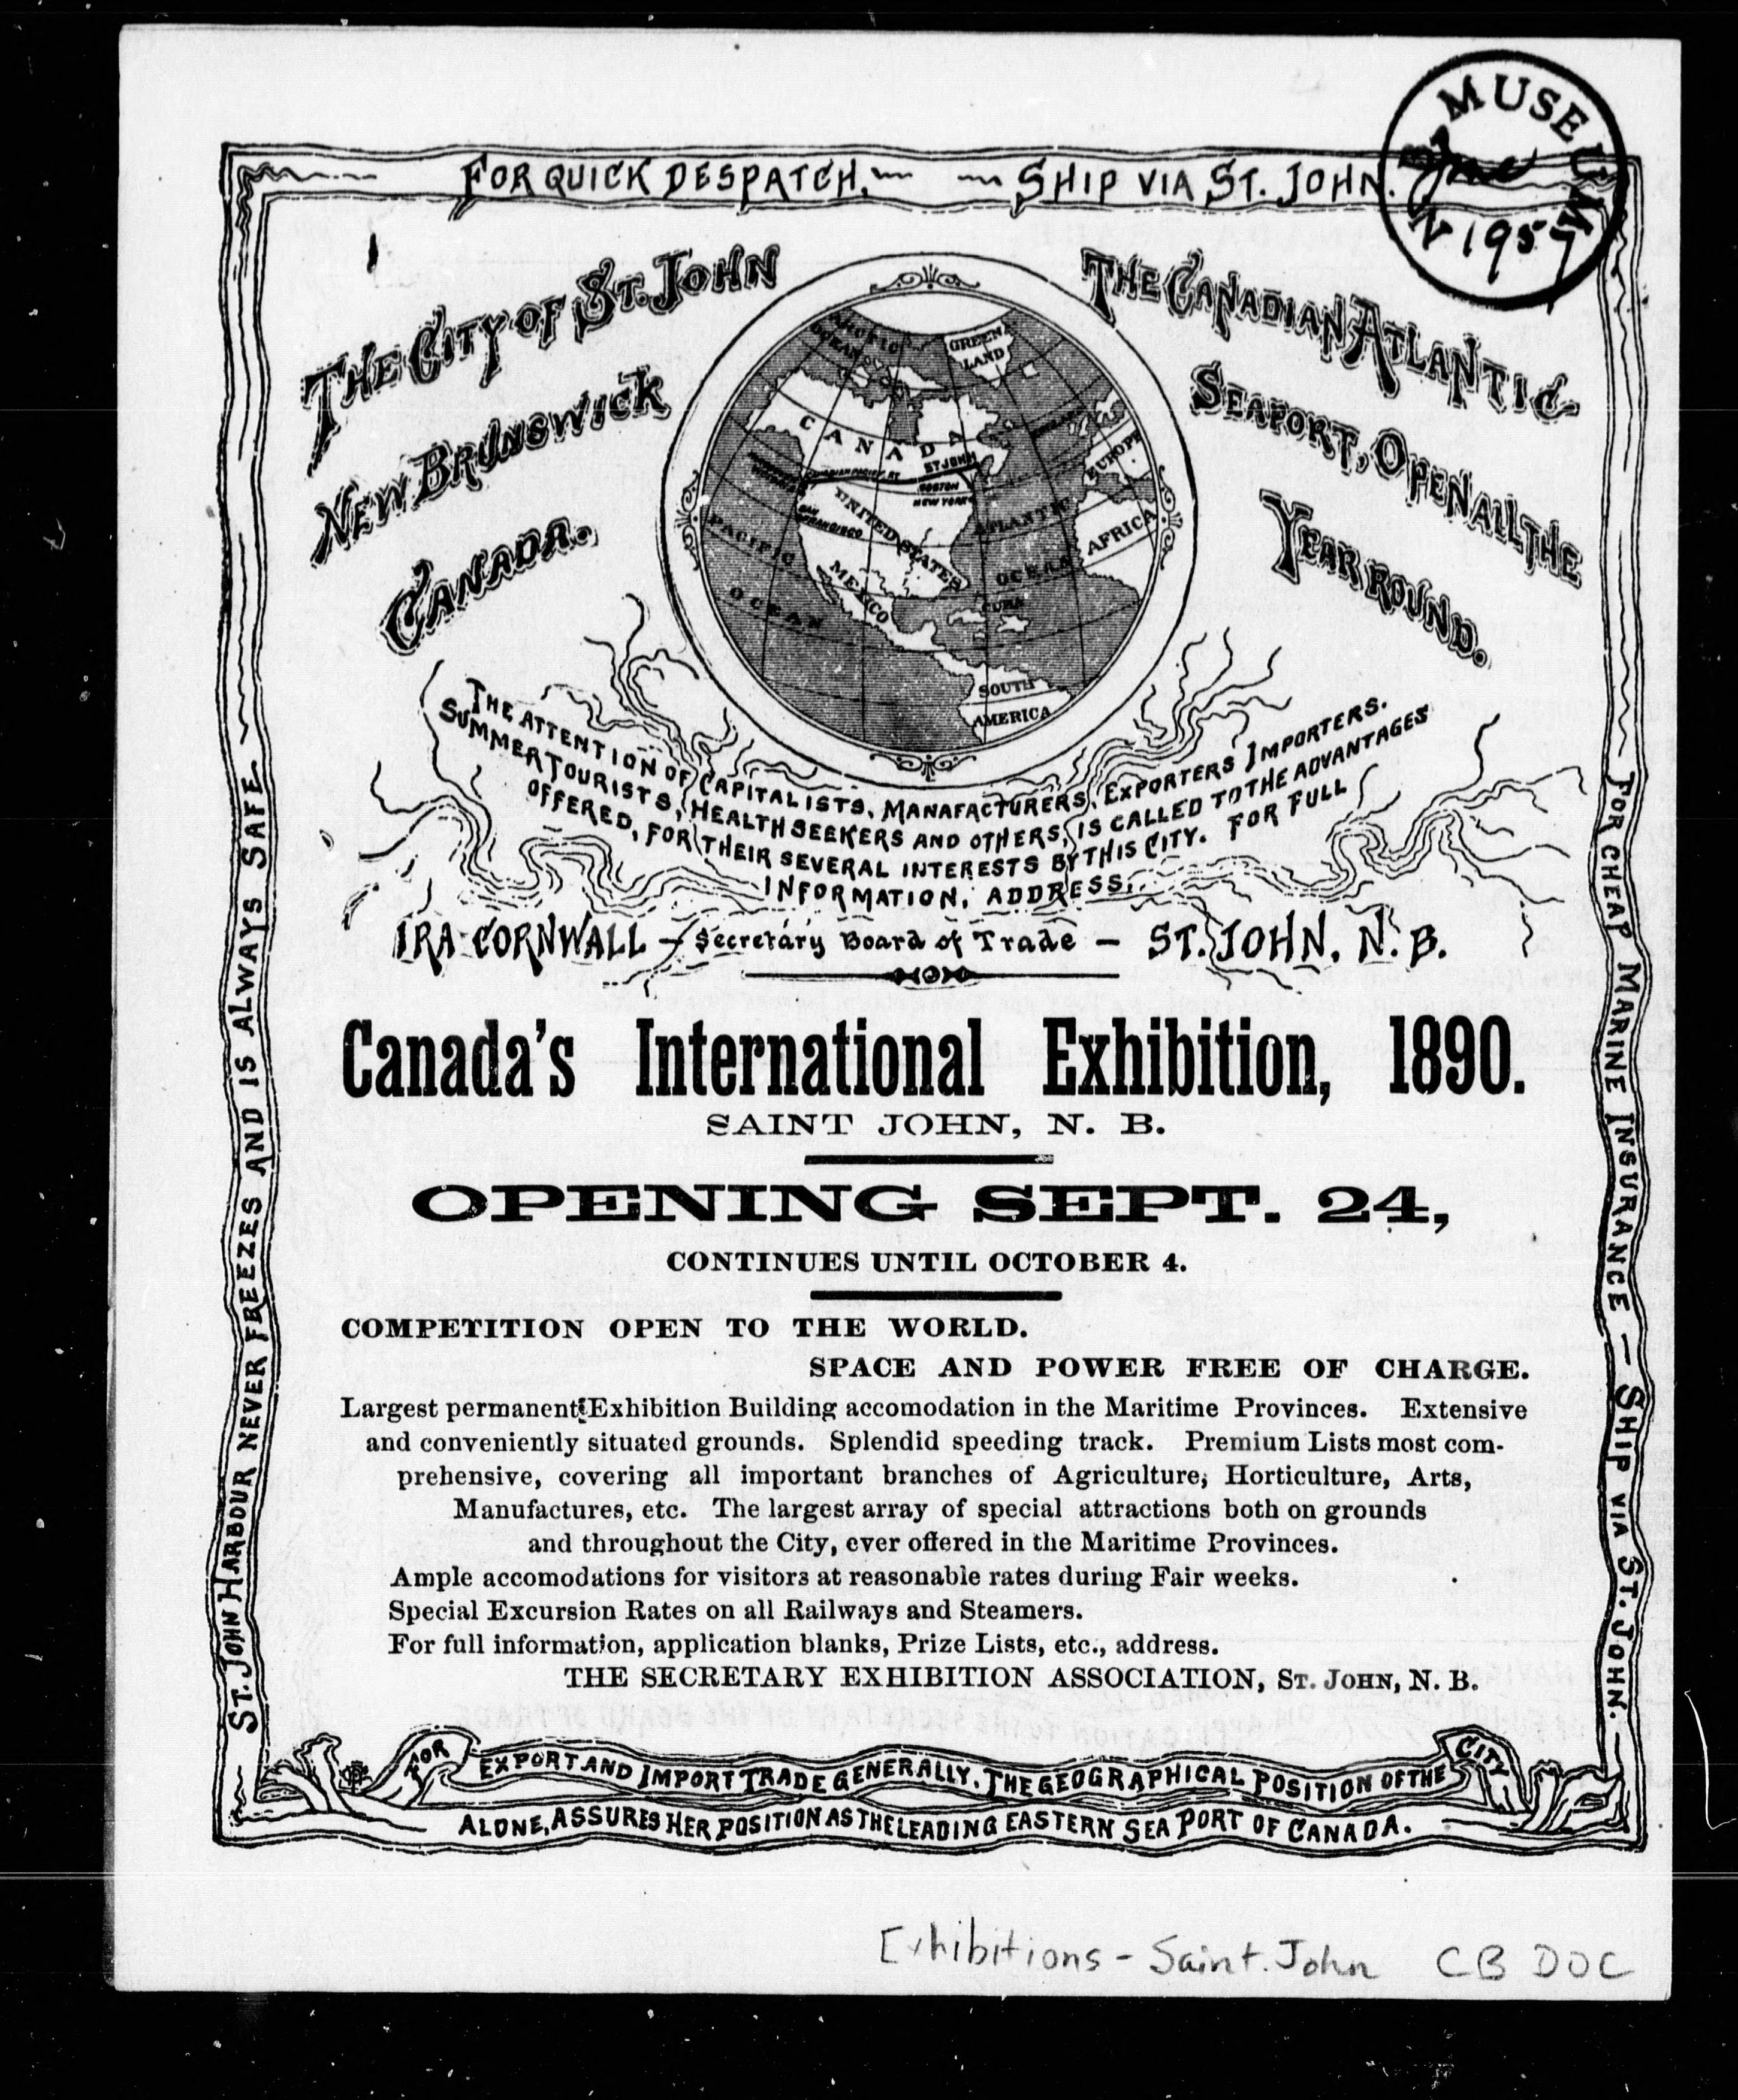 MUSEUM
N B
1957
FOR QUICK DESPATCH, SHIP VIA ST. JOHN.
THE CITY OF ST. JOHN
NEW BRUNSWICK
CANADA.
THE CANADIAN ATLANTIC
SEAPORT, OPEN ALL THE
YEAR ROUND.
ARCTIC
OCEAN
GREEN
LAND
CANADA
EUROPE
CANADIAN PACIFIC RY
ST JOHN
BOSTON
NEW YORK
SAN
FRANCISCO
UNITED STATES
ATLANTIC
OCEAN
AFRICA
PACIFIC
OCEAN
MEXICO
CUBA
SOUTH
AMERICA
THE ATTENTION OF CAPITALISTS, MANAFACTURERS, EXPORTERS IMPORTERS.
SUMMER TOURISTS, HEALTH SEEKERS AND OTHERS, IS CALLED TO THE ADVANTAGES
OFFERED, FOR THEIR SEVERAL INTERESTS BY THIS CITY. FOR FULL
INFORMATION, ADDRESS,
IRA CORNWALL – Secretary Board of Trade – ST. JOHN, N. B.
Canada's International Exhibition, 1890.
SAINT JOHN, N. B.
OPENING SEPT. 24,
CONTINUES UNTIL OCTOBER 4.
COMPETITION OPEN TO THE WORLD.
SPACE AND POWER FREE OF CHARGE.
Largest permanent Exhibition Building accomodation in the Maritime Provinces. Extensive
and conveniently situated grounds. Splendid speeding track. Premium Lists most com-
prehensive, covering all important branches of Agriculture, Horticulture, Arts,
Manufactures, etc. The largest array of special attractions both on grounds
and throughout the City, ever offered in the Maritime Provinces.
Ample accomodations for visitors at reasonable rates during Fair weeks.
Special Excursion Rates on all Railways and Steamers.
For full information, application blanks, Prize Lists, etc., address.
THE SECRETARY EXHIBITION ASSOCIATION, ST. JOHN, N. B.
ST. JOHN HARBOUR NEVER FREEZES AND IS ALWAYS SAFE
FOR CHEAP MARINE INSURANCE – SHIP VIA ST. JOHN.
FOR EXPORT AND IMPORT TRADE GENERALLY, THE GEOGRAPHICAL POSITION OF THE CITY
ALONE, ASSURES HER POSITION AS THE LEADING EASTERN SEA PORT OF CANADA.
Exhibitions - Saint. John CB DOC